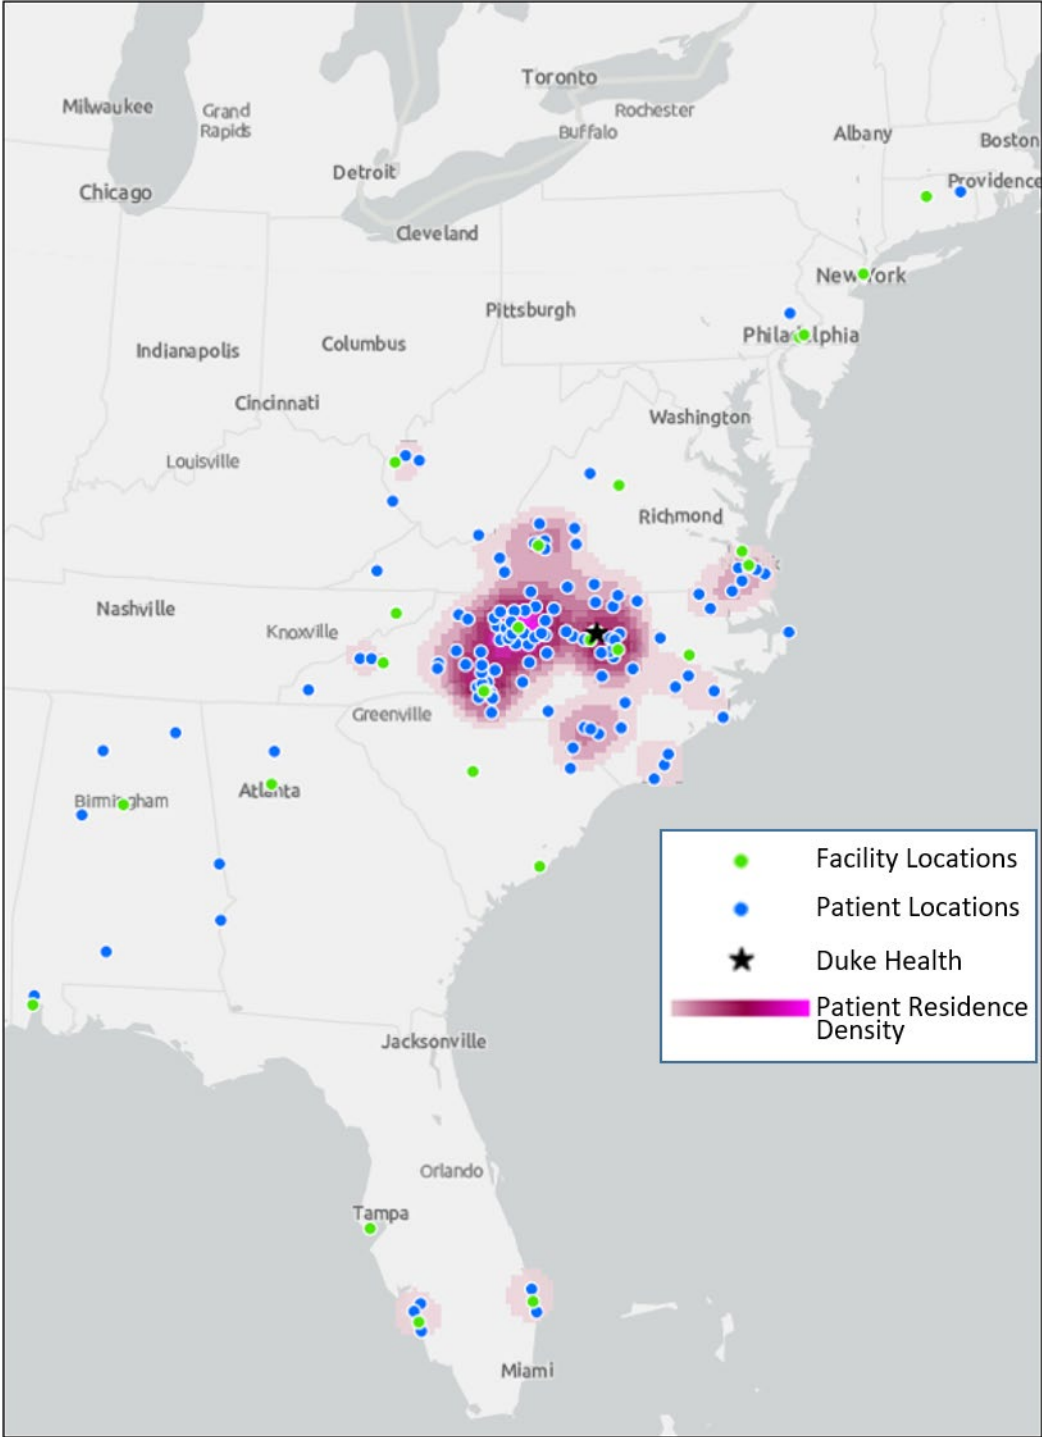 Toronto
Milwaukee
Grand
Rapids
Rochester
Buffalo
Albany
Boston
Detroit
Providence
Chicago
Cleveland
New York
Pittsburgh
Philadelphia
Indianapolis
Columbus
Cincinnati
Washington
Louisville
Richmond
Nashville
Knoxville
Greenville
Atlanta
Birmingham
Facility Locations
Patient Locations
Duke Health
Patient Residence
Density
Jacksonville
Orlando
Tampa
Miami